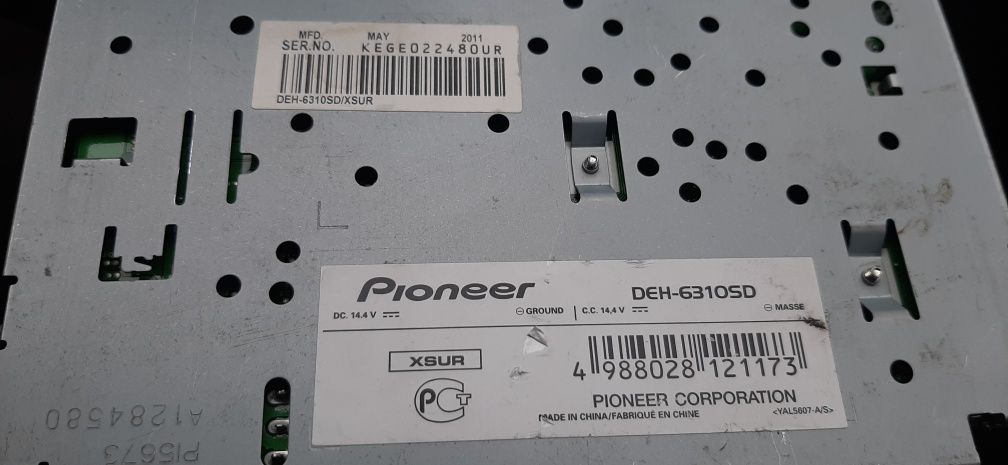 MFD. MAY 2011
SER.NO. KEGE022480UR
DEH-6310SD/XSUR
Pioneer DEH-6310SD
DC. 14.4 V ⎓ ⊖ GROUND | C.C. 14,4 V ⎓ ⊖ MASSE
XSUR
4 988028 121173
РСТ
PIONEER CORPORATION
MADE IN CHINA/FABRIQUÉ EN CHINE <YAL5607-A/S>
A1284580
PI5673